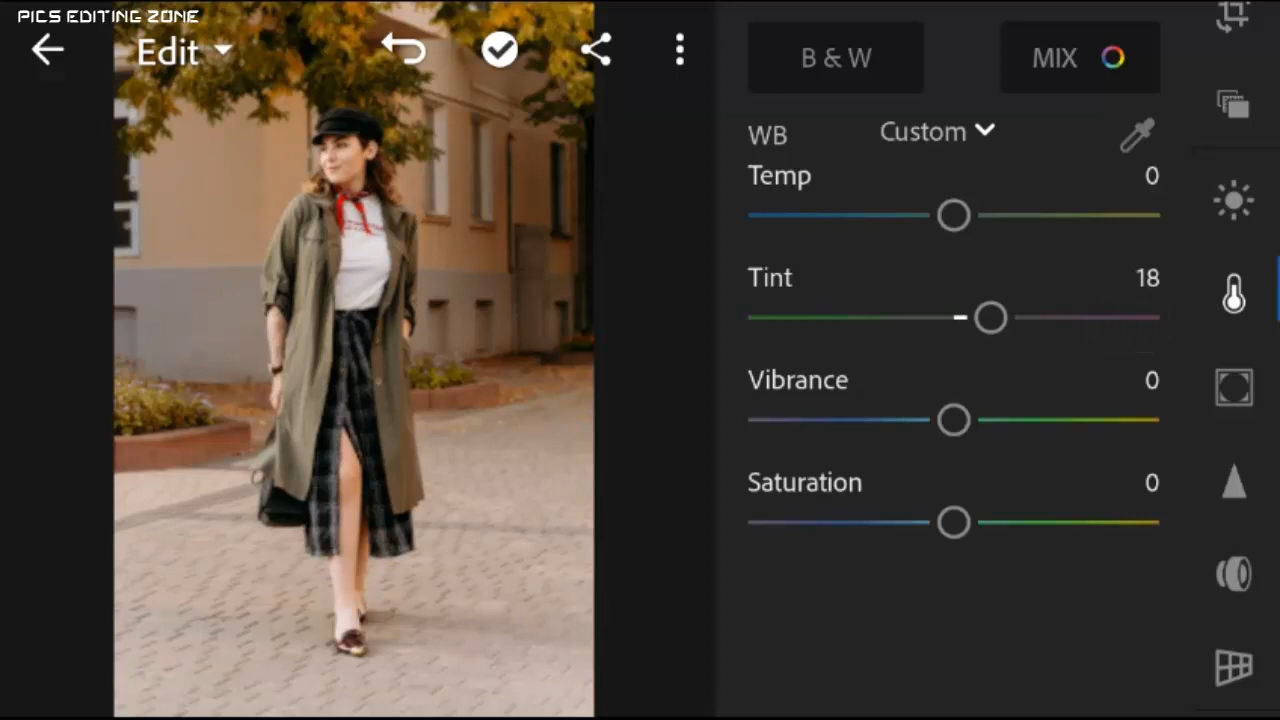 PICS EDITING ZONE
Edit
B & W
MIX
WB
Custom
Temp
0
Tint
18
Vibrance
0
Saturation
0